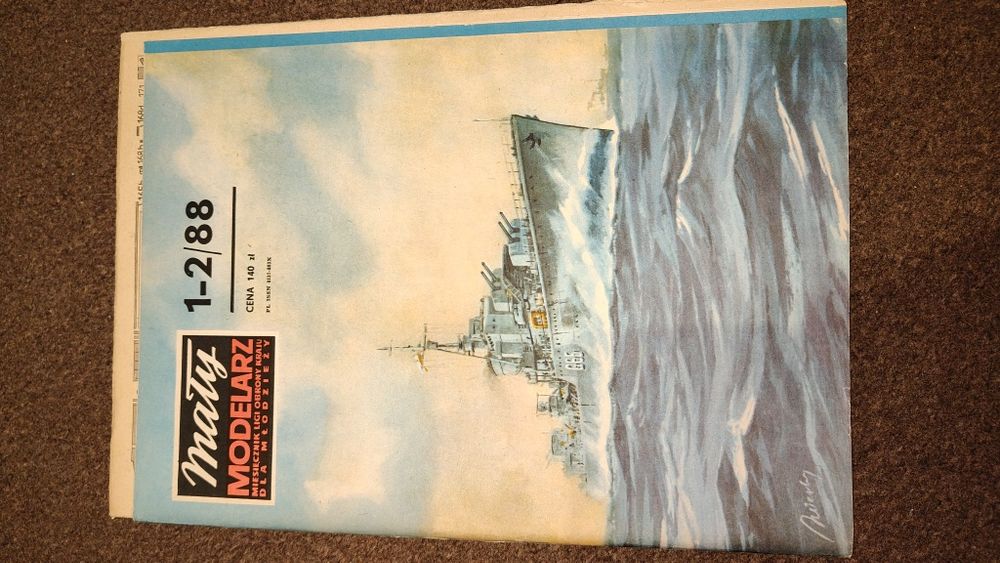 mały
MODELARZ
MIESIĘCZNIK LIGI OBRONY KRAJU
DLA MŁODZIEŻY
1-2/88
CENA 140 zł